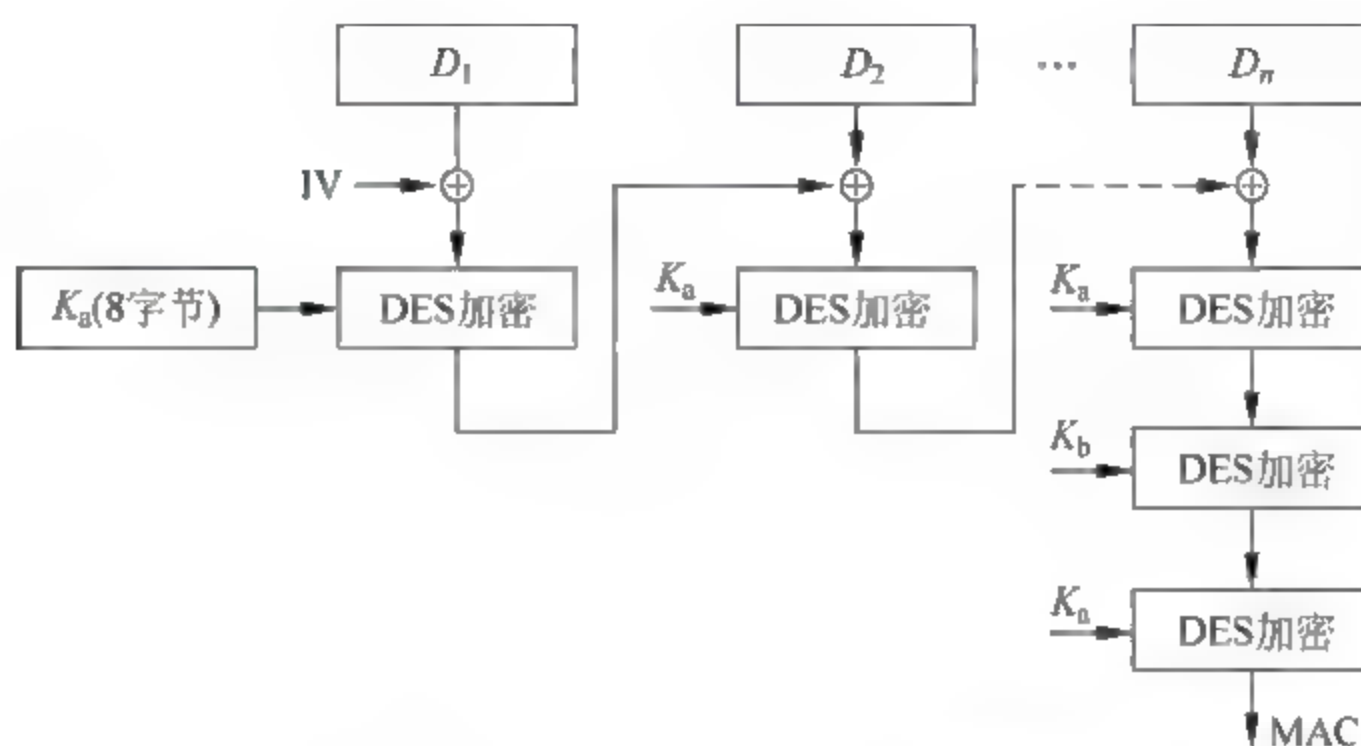 D₁ D₂ … Dₙ
IV
Kₐ(8字节) DES加密 Kₐ DES加密 Kₐ DES加密
K_b DES加密
Kₐ DES加密
MAC